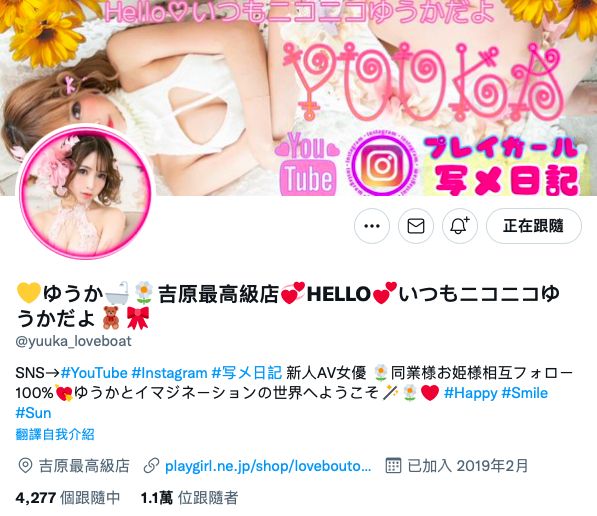 Hello♡いつもニコニコゆうかだよ
YUUKA
You
Tube
プレイガール
写メ日記
正在跟隨
💛ゆうか🛁🌼吉原最高級店💞HELLO💕いつもニコニコゆ
うかだよ🧸🎀
@yuuka_loveboat
SNS→#YouTube #Instagram #写メ日記 新人AV女優 🌼同業様お姫様相互フォロー
100%💘ゆうかとイマジネーションの世界へようこそ🪄🌼❤️ #Happy #Smile
#Sun
翻譯自我介紹
吉原最高級店 playgirl.ne.jp/shop/lovebouto... 已加入 2019年2月
4,277 個跟隨中 1.1萬 位跟隨者